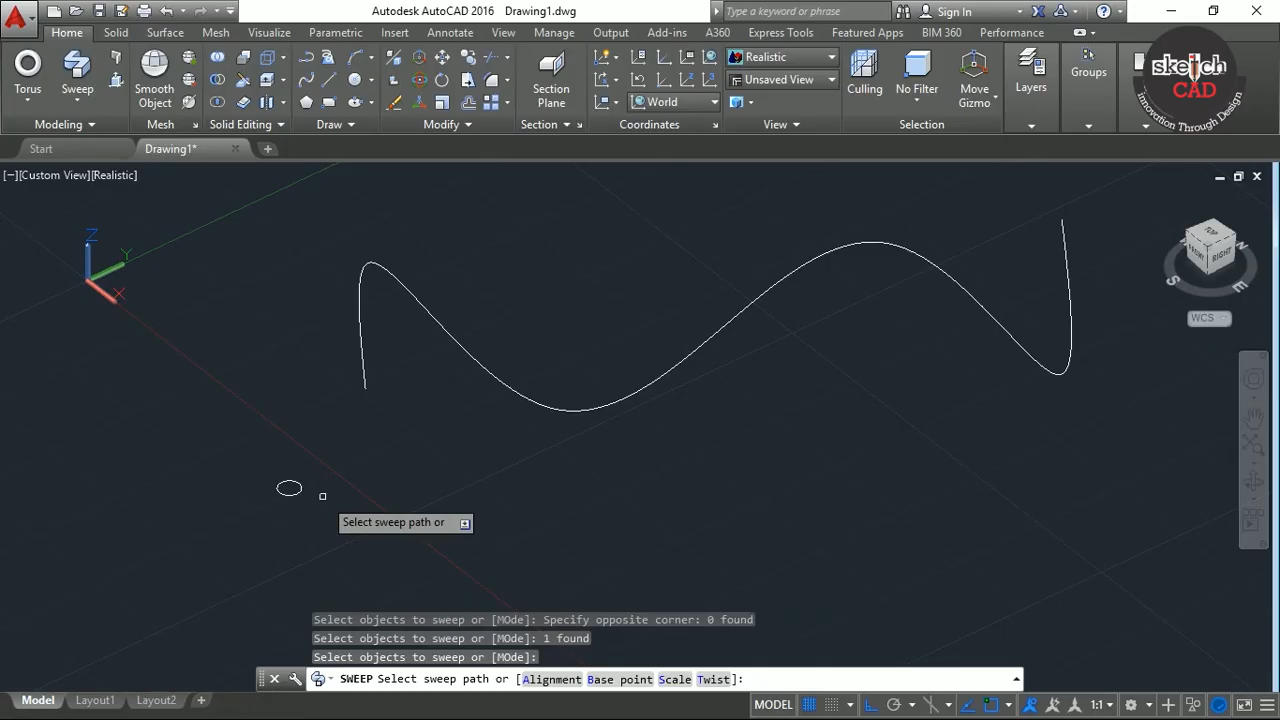 Autodesk AutoCAD 2016 Drawing1.dwg
Type a keyword or phrase
Sign In
Home Solid Surface Mesh Visualize Parametric Insert Annotate View Manage Output Add-ins A360 Express Tools Featured Apps BIM 360 Performance
Torus Sweep Smooth Object Section Plane Realistic Unsaved View World Culling No Filter Move Gizmo Layers Groups
Modeling Mesh Solid Editing Draw Modify Section Coordinates View Selection
sketch
CAD
Innovation Through Design
Start Drawing1*
[−][Custom View][Realistic]
Z
Y
X
TOP
FRONT RIGHT
S E
WCS
Select sweep path or
Select objects to sweep or [MOde]: Specify opposite corner: 0 found
Select objects to sweep or [MOde]: 1 found
Select objects to sweep or [MOde]:
SWEEP Select sweep path or [Alignment Base point Scale Twist]:
Model Layout1 Layout2
MODEL 1:1